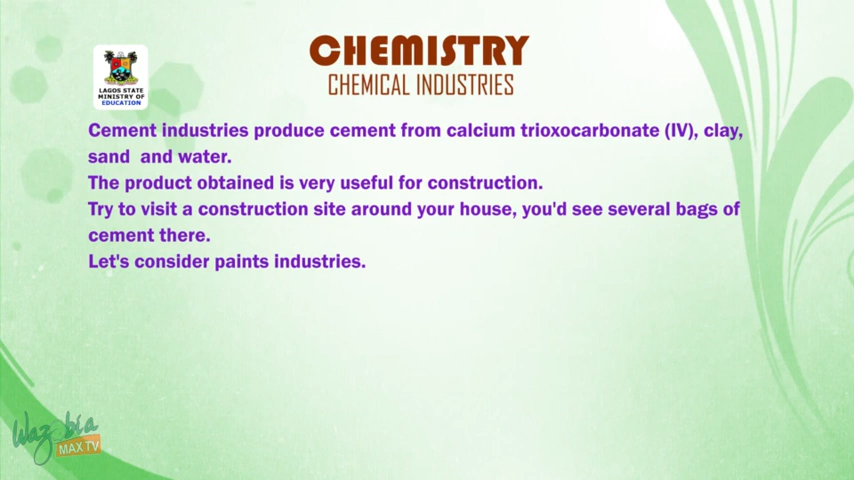 CHEMISTRY
CHEMICAL INDUSTRIES
LAGOS STATE
MINISTRY OF
EDUCATION
Cement industries produce cement from calcium trioxocarbonate (IV), clay,
sand and water.
The product obtained is very useful for construction.
Try to visit a construction site around your house, you'd see several bags of
cement there.
Let's consider paints industries.
Wazobia
MAX TV